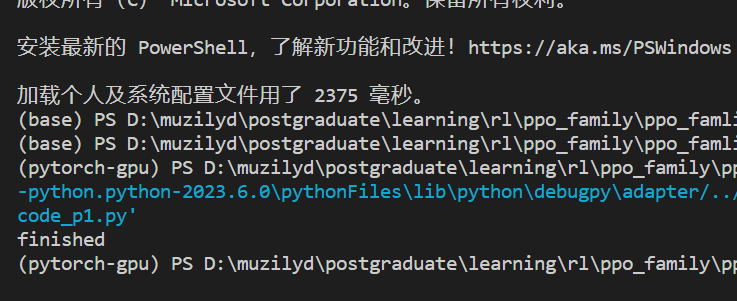 版权所有 (C) Microsoft Corporation。保留所有权利。
安装最新的 PowerShell，了解新功能和改进！https://aka.ms/PSWindows
加载个人及系统配置文件用了 2375 毫秒。
(base) PS D:\muzilyd\postgraduate\learning\rl\ppo_family\ppo_famli
(base) PS D:\muzilyd\postgraduate\learning\rl\ppo_family\ppo_famli
(pytorch-gpu) PS D:\muzilyd\postgraduate\learning\rl\ppo_family\pp
-python.python-2023.6.0\pythonFiles\lib\python\debugpy\adapter/../
code_p1.py'
finished
(pytorch-gpu) PS D:\muzilyd\postgraduate\learning\rl\ppo_family\pp